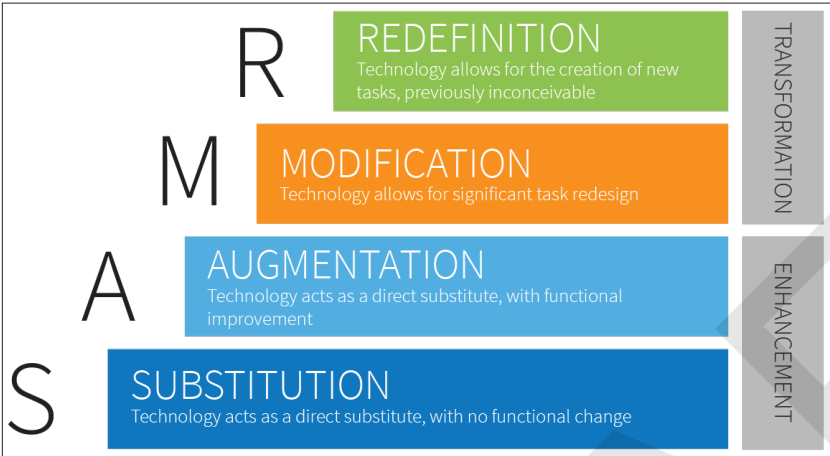 R
REDEFINITION
Technology allows for the creation of new
tasks, previously inconceivable
TRANSFORMATION
M
MODIFICATION
Technology allows for significant task redesign
A
AUGMENTATION
Technology acts as a direct substitute, with functional
improvement
ENHANCEMENT
S
SUBSTITUTION
Technology acts as a direct substitute, with no functional change